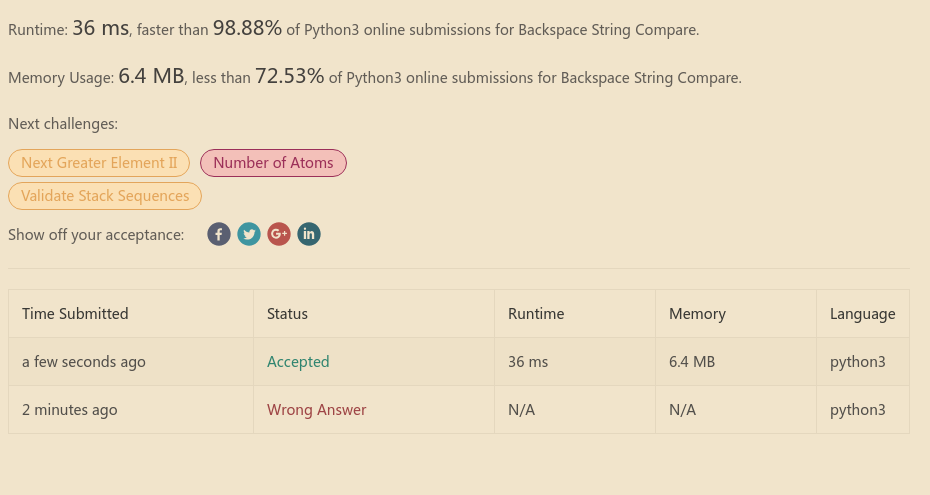 Runtime: 36 ms, faster than 98.88% of Python3 online submissions for Backspace String Compare.
Memory Usage: 6.4 MB, less than 72.53% of Python3 online submissions for Backspace String Compare.
Next challenges:
Next Greater Element II Number of Atoms
Validate Stack Sequences
Show off your acceptance: f G+ in
Time Submitted Status Runtime Memory Language
a few seconds ago Accepted 36 ms 6.4 MB python3
2 minutes ago Wrong Answer N/A N/A python3